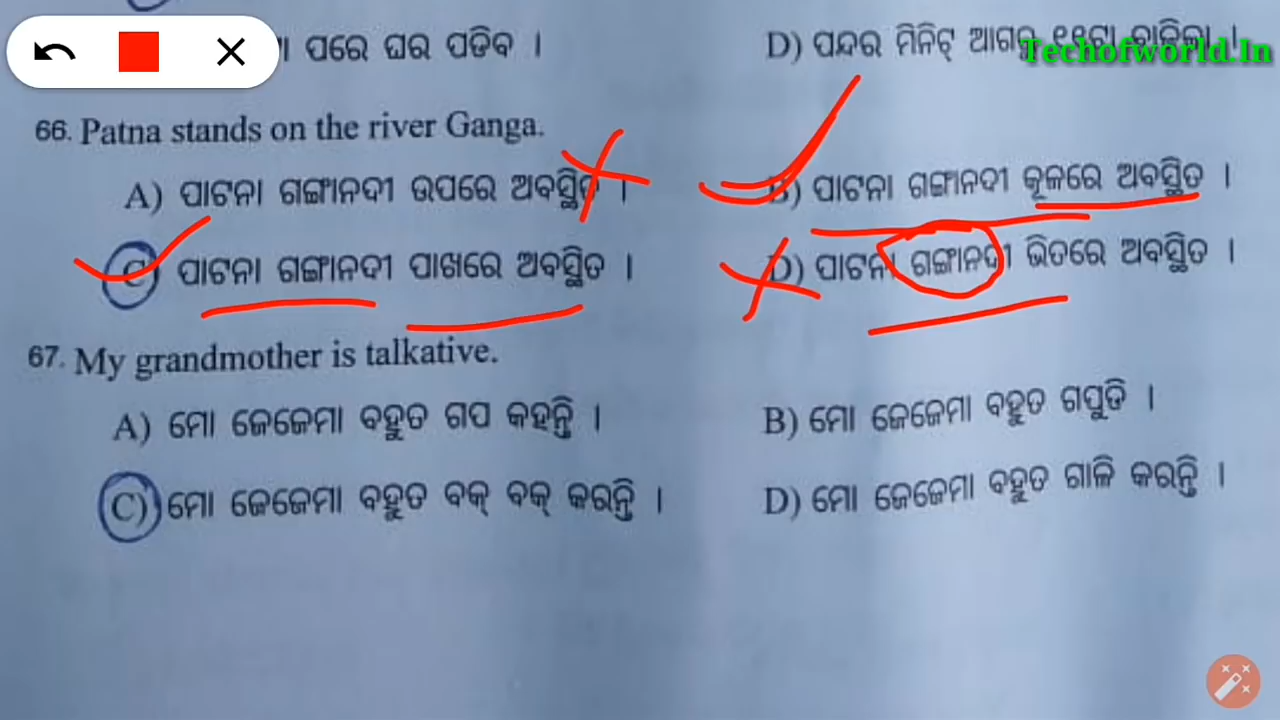 ପରେ ଘର ପଡିବ ।
D) ପନ୍ଦର ମିନିଟ୍ ଆଗରୁ ୧୧ଟା ବାଜିଲା ।
Techofworld.In
66. Patna stands on the river Ganga.
A) ପାଟନା ଗଙ୍ଗାନଦୀ ଉପରେ ଅବସ୍ଥିତ ।
B) ପାଟନା ଗଙ୍ଗାନଦୀ କୂଳରେ ଅବସ୍ଥିତ ।
C) ପାଟନା ଗଙ୍ଗାନଦୀ ପାଖରେ ଅବସ୍ଥିତ ।
D) ପାଟନା ଗଙ୍ଗାନଦୀ ଭିତରେ ଅବସ୍ଥିତ ।
67. My grandmother is talkative.
A) ମୋ ଜେଜେମା ବହୁତ ଗପ କହନ୍ତି ।
B) ମୋ ଜେଜେମା ବହୁତ ଗପୁଡି ।
C) ମୋ ଜେଜେମା ବହୁତ ବକ୍ ବକ୍ କରନ୍ତି ।
D) ମୋ ଜେଜେମା ବହୁତ ଗାଳି କରନ୍ତି ।